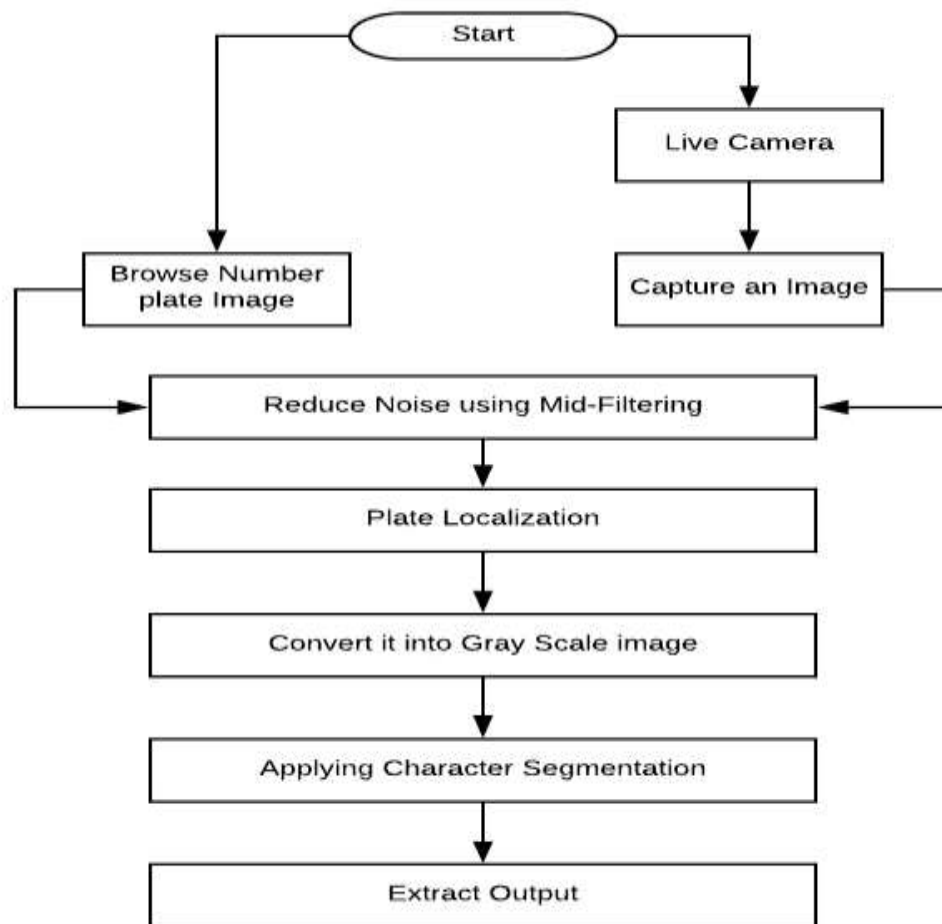 Start
Live Camera
Browse Number
plate Image
Capture an Image
Reduce Noise using Mid-Filtering
Plate Localization
Convert it into Gray Scale image
Applying Character Segmentation
Extract Output